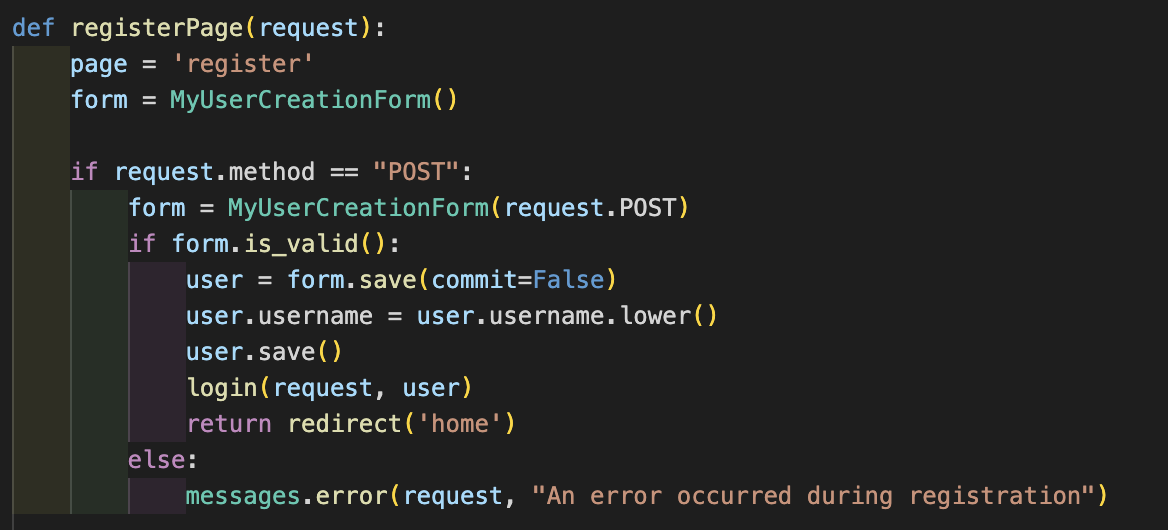 def registerPage(request):
    page = 'register'
    form = MyUserCreationForm()

    if request.method == "POST":
        form = MyUserCreationForm(request.POST)
        if form.is_valid():
            user = form.save(commit=False)
            user.username = user.username.lower()
            user.save()
            login(request, user)
            return redirect('home')
        else:
            messages.error(request, "An error occurred during registration")